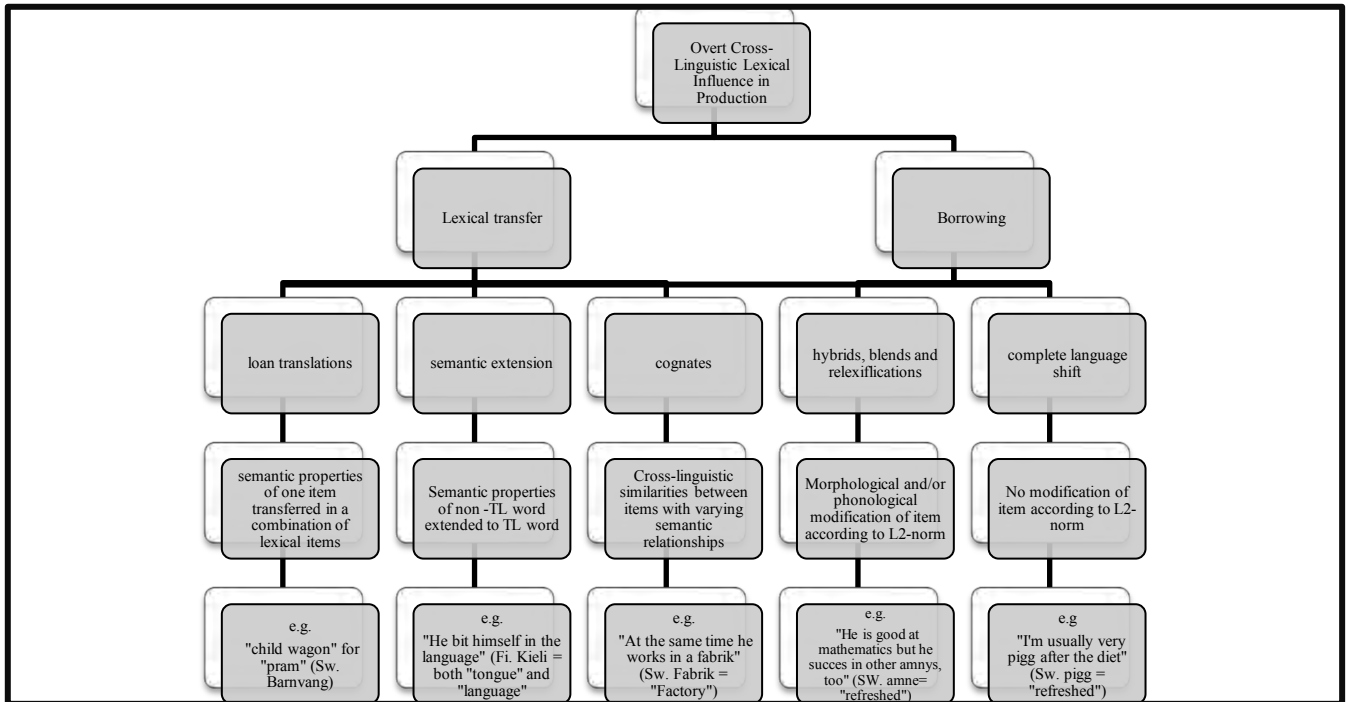 Overt Cross-
Linguistic Lexical
Influence in
Production
Lexical transfer
Borrowing
loan translations
semantic extension
cognates
hybrids, blends and
relexiflications
complete language
shift
semantic properties
of one item
transferred in a
combination of
lexical items
Semantic properties
of non -TL word
extended to TL word
Cross-linguistic
similarities between
items with varying
semantic
relationships
Morphological and/or
phonological
modification of item
according to L2-norm
No modification of
item according to L2-
norm
e.g.
"child wagon" for
"pram" (Sw.
Barnvang)
e.g.
"He bit himself in the
language" (Fi. Kieli =
both "tongue" and
"language"
e.g.
"At the same time he
works in a fabrik"
(Sw. Fabrik =
"Factory")
e.g.
"He is good at
mathematics but he
succes in other amnys,
too" (SW. amne=
"refreshed")
e.g
"I'm usually very
pigg after the diet"
(Sw. pigg =
"refreshed")